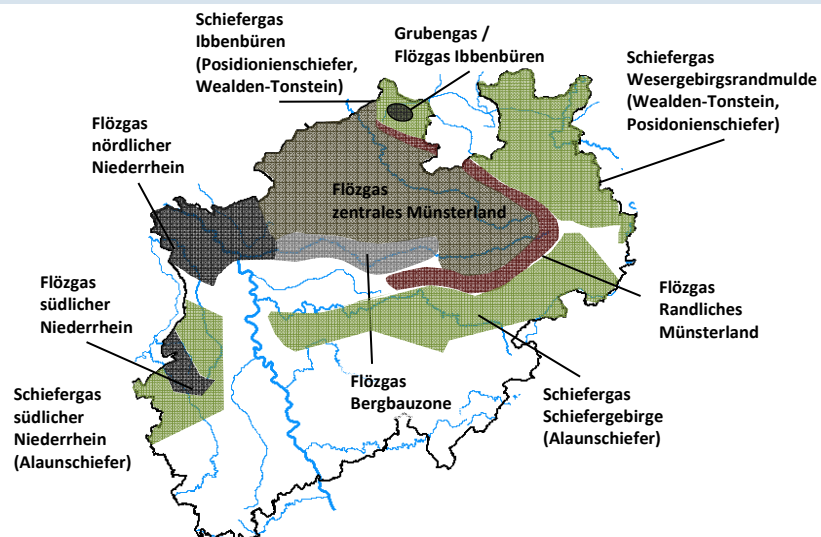 Schiefergas
Ibbenbüren
(Posidionienschiefer,
Wealden-Tonstein)
Grubengas /
Flözgas Ibbenbüren
Schiefergas
Wesergebirgsrandmulde
(Wealden-Tonstein,
Posidonienschiefer)
Flözgas
nördlicher
Niederrhein
Flözgas
zentrales Münsterland
Flözgas
südlicher
Niederrhein
Flözgas
Randliches
Münsterland
Schiefergas
südlicher
Niederrhein
(Alaunschiefer)
Flözgas
Bergbauzone
Schiefergas
Schiefergebirge
(Alaunschiefer)